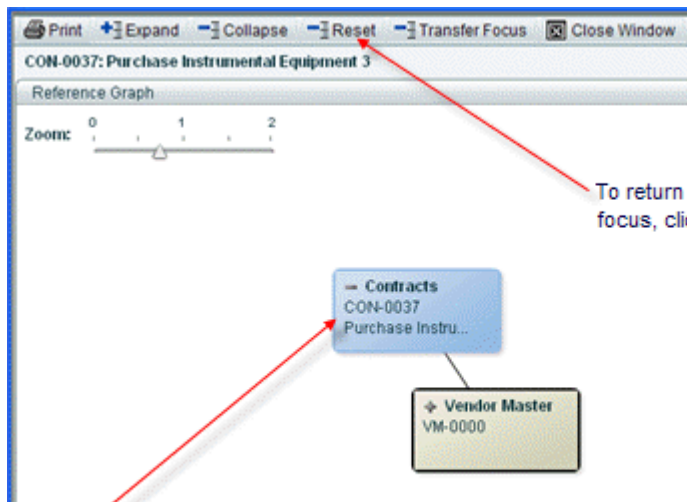 Print Expand Collapse Reset Transfer Focus Close Window
CON-0037: Purchase Instrumental Equipment 3
Reference Graph
0 1 2
Zoom:
To return
focus, cli
Contracts
CON-0037
Purchase Instru...
Vendor Master
VM-0000